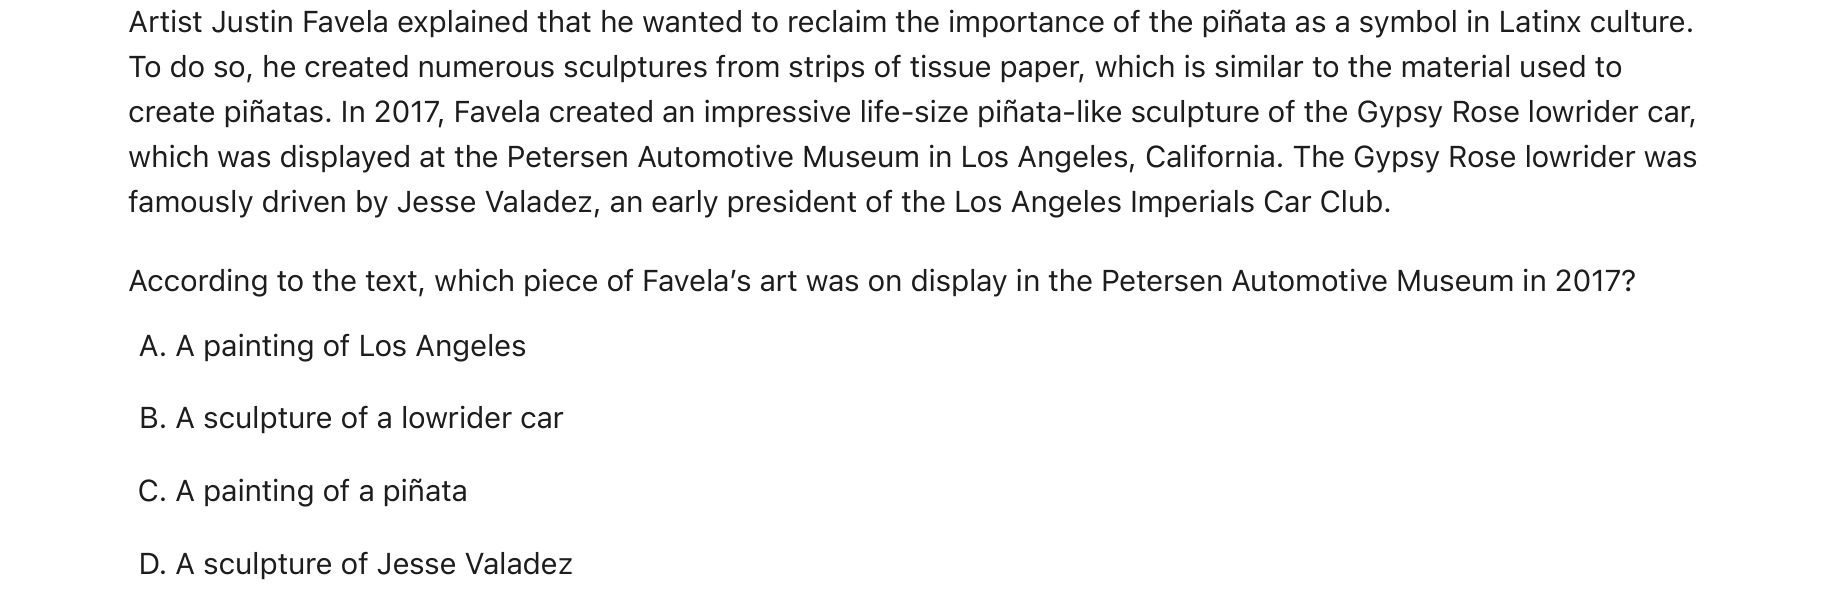 Artist Justin Favela explained that he wanted to reclaim the importance of the piñata as a symbol in Latinx culture.
To do so, he created numerous sculptures from strips of tissue paper, which is similar to the material used to
create piñatas. In 2017, Favela created an impressive life-size piñata-like sculpture of the Gypsy Rose lowrider car,
which was displayed at the Petersen Automotive Museum in Los Angeles, California. The Gypsy Rose lowrider was
famously driven by Jesse Valadez, an early president of the Los Angeles Imperials Car Club.
According to the text, which piece of Favela’s art was on display in the Petersen Automotive Museum in 2017?
A. A painting of Los Angeles
B. A sculpture of a lowrider car
C. A painting of a piñata
D. A sculpture of Jesse Valadez